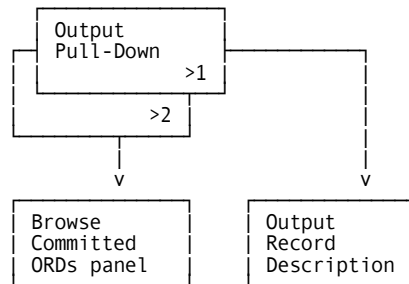 Output
Pull-Down
>1
>2
v
v
Browse
Committed
ORDs panel
Output
Record
Description